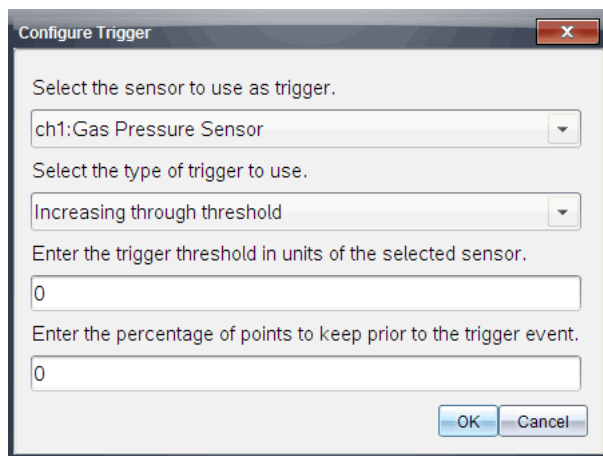 Configure Trigger
x
Select the sensor to use as trigger.
ch1:Gas Pressure Sensor
Select the type of trigger to use.
Increasing through threshold
Enter the trigger threshold in units of the selected sensor.
0
Enter the percentage of points to keep prior to the trigger event.
0
OK Cancel